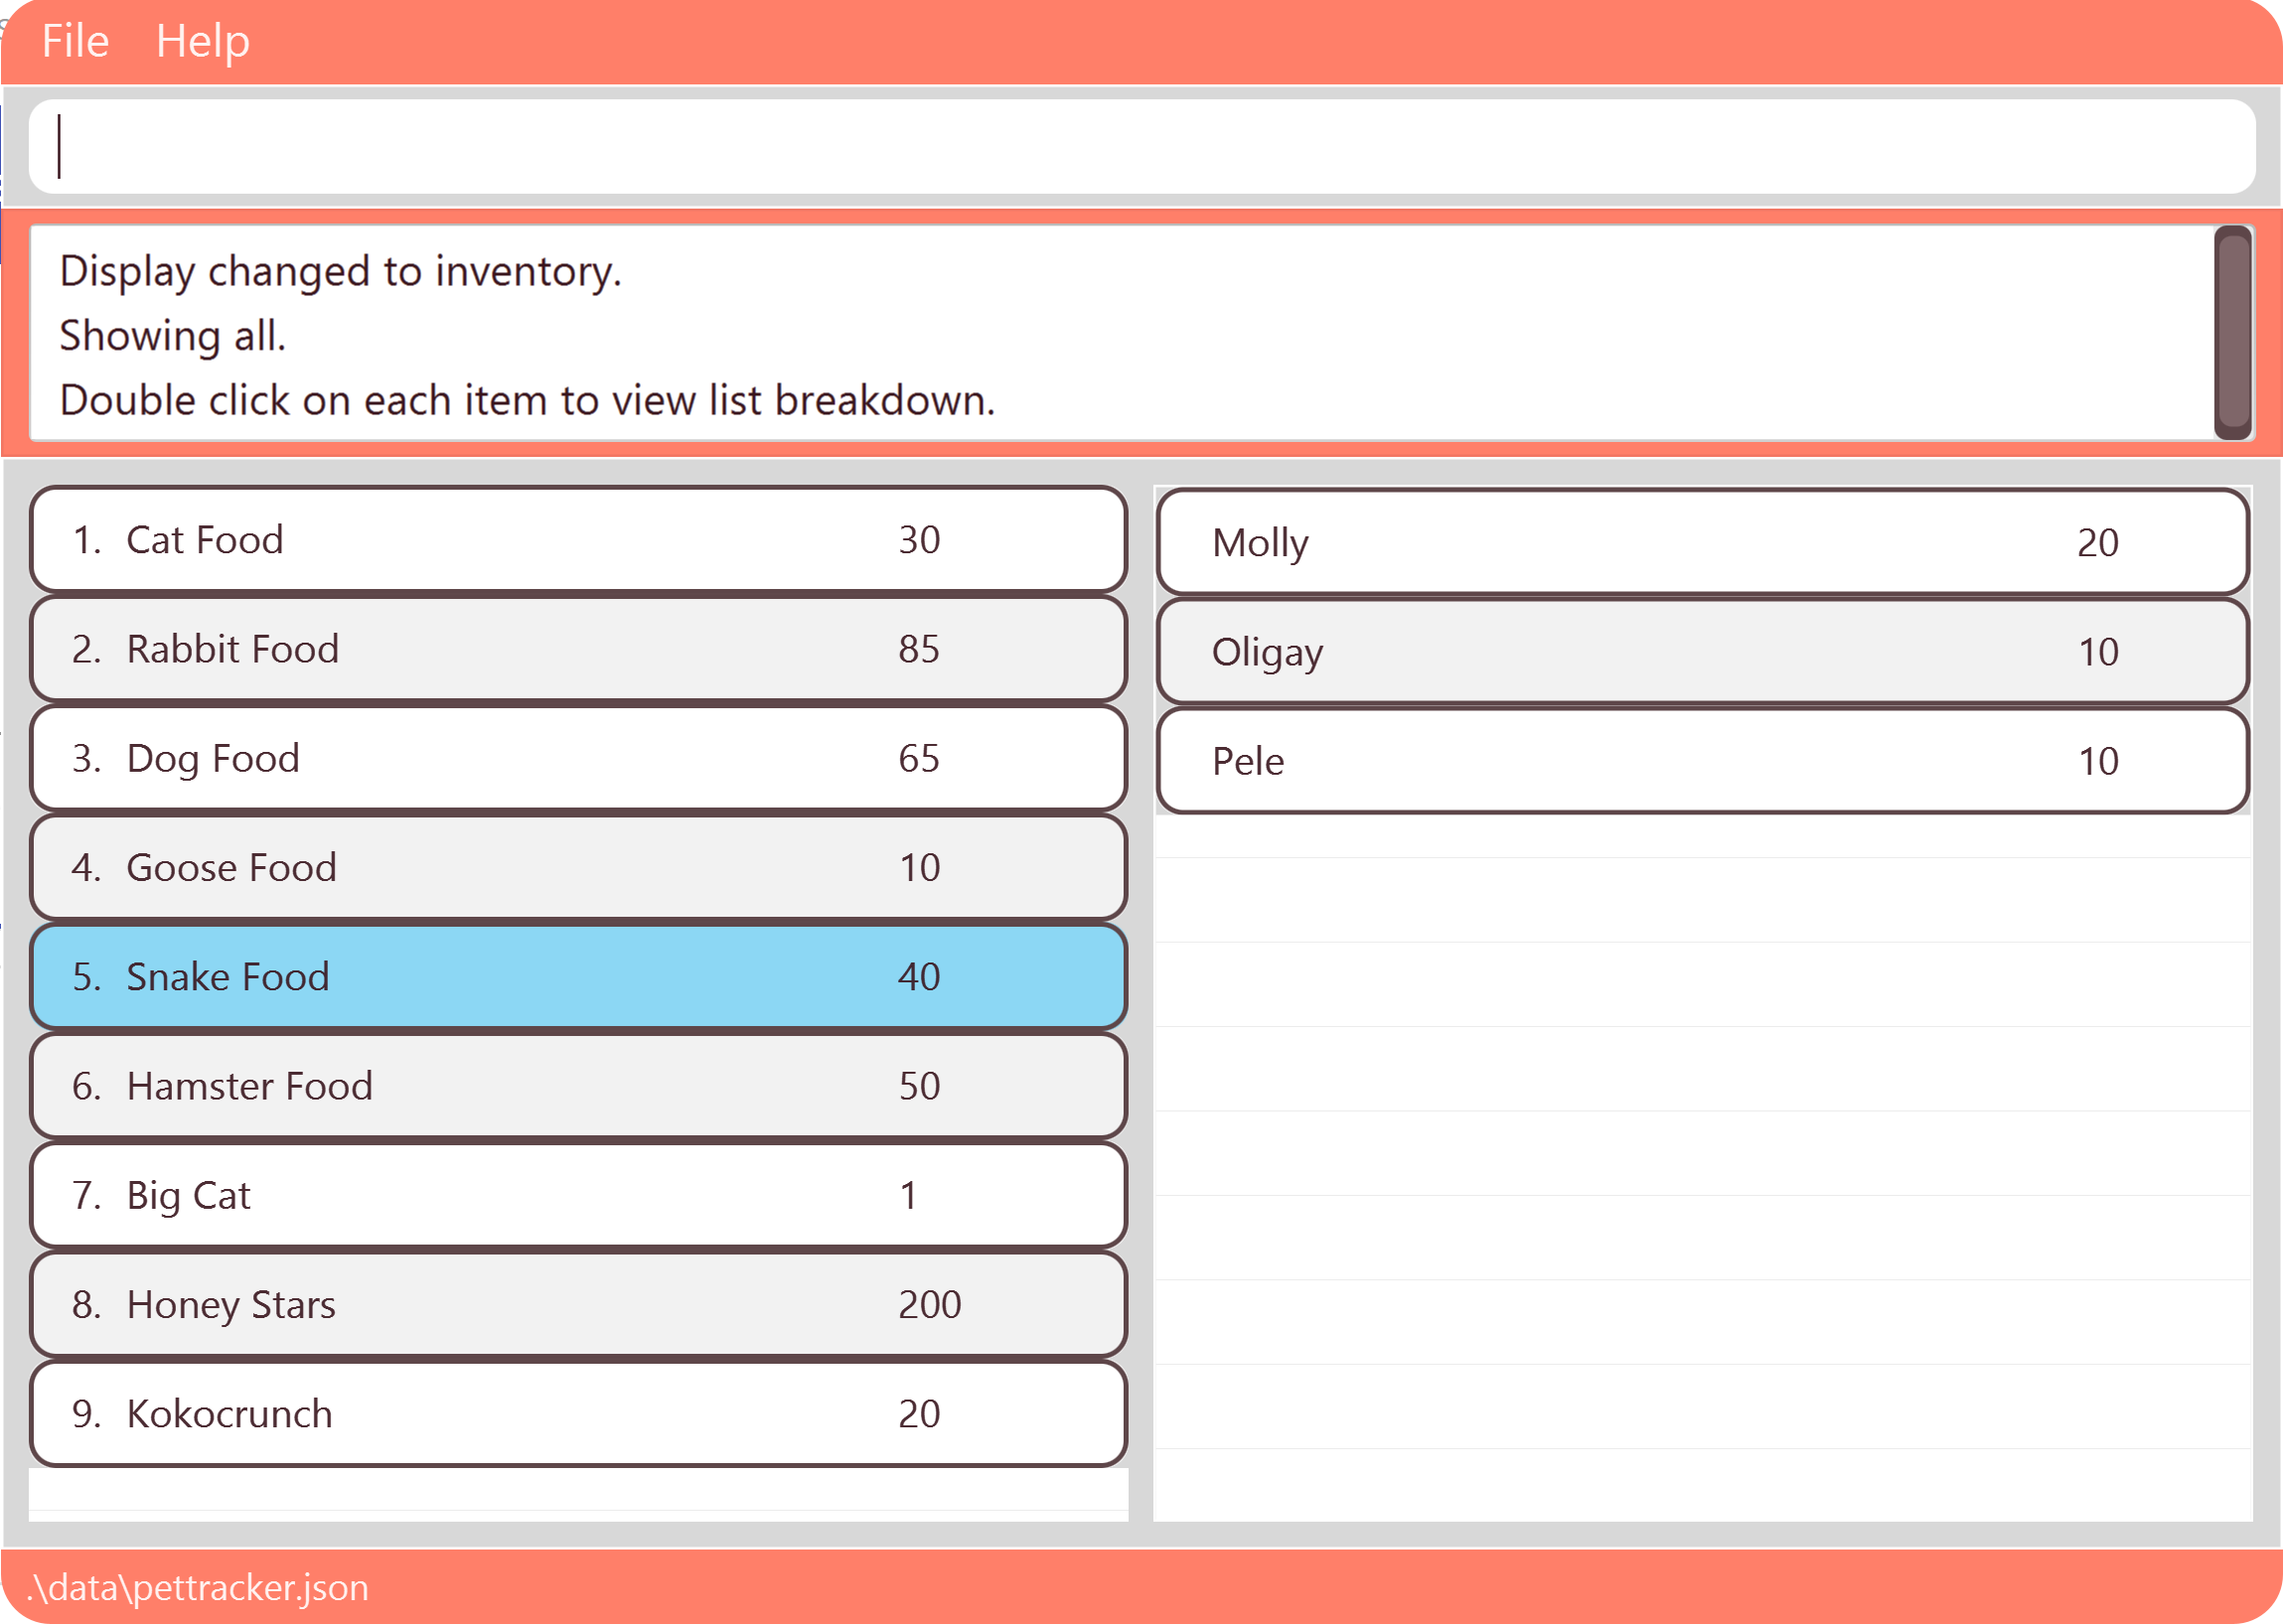 File Help
Display changed to inventory.
Showing all.
Double click on each item to view list breakdown.
1. Cat Food 30
2. Rabbit Food 85
3. Dog Food 65
4. Goose Food 10
5. Snake Food 40
6. Hamster Food 50
7. Big Cat 1
8. Honey Stars 200
9. Kokocrunch 20
Molly 20
Oligay 10
Pele 10
.\data\pettracker.json